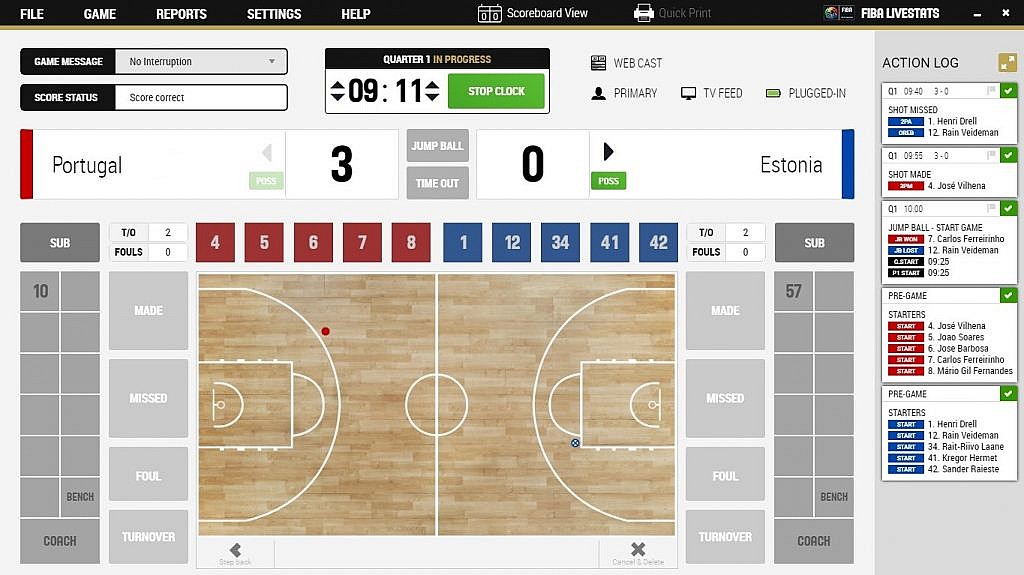 FILE GAME REPORTS SETTINGS HELP Scoreboard View Quick Print FIBA FIBA LIVESTATS
GAME MESSAGE No Interruption
SCORE STATUS Score correct
QUARTER 1 IN PROGRESS
09 : 11 STOP CLOCK
WEB CAST
PRIMARY TV FEED PLUGGED-IN
Portugal POSS 3
JUMP BALL
TIME OUT
0 POSS Estonia
SUB
T/O 2
FOULS 0
4 5 6 7 8 1 12 34 41 42
T/O 2
FOULS 0
SUB
10
BENCH
COACH
MADE
MISSED
FOUL
TURNOVER
Step back
Cancel & Delete
MADE
MISSED
FOUL
TURNOVER
57
BENCH
COACH
ACTION LOG
Q1 09:40 3 - 0
SHOT MISSED
2PA 1. Henri Drell
OREB 12. Rain Veideman
Q1 09:55 3 - 0
SHOT MADE
3PM 4. José Vilhena
Q1 10:00
JUMP BALL - START GAME
JB WON 7. Carlos Ferreirinho
JB LOST 12. Rain Veideman
G.START 09:25
P1 START 09:25
PRE-GAME
STARTERS
START 4. José Vilhena
START 5. Joao Soares
START 6. Jose Barbosa
START 7. Carlos Ferreirinho
START 8. Mário Gil Fernandes
PRE-GAME
STARTERS
START 1. Henri Drell
START 12. Rain Veideman
START 34. Rait-Riivo Laane
START 41. Kregor Hermet
START 42. Sander Raieste